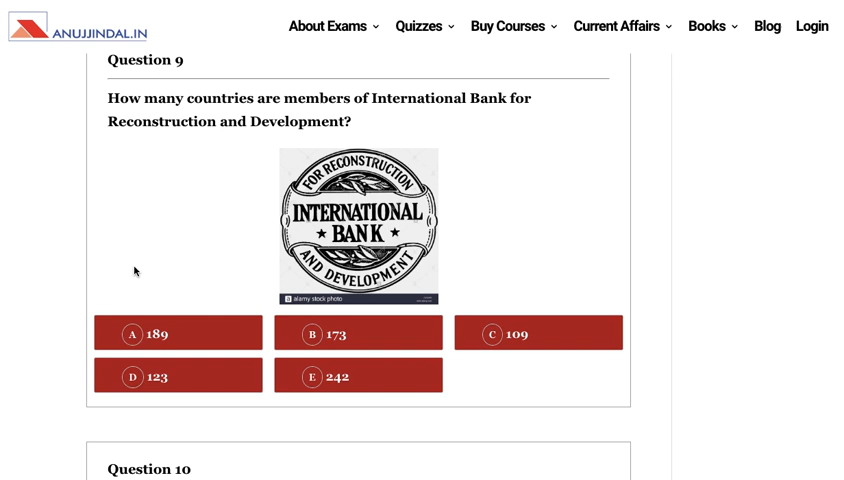 ANUJJINDAL.IN
About Exams Quizzes Buy Courses Current Affairs Books Blog Login
Question 9
How many countries are members of International Bank for
Reconstruction and Development?
FOR RECONSTRUCTION
INTERNATIONAL
BANK
AND DEVELOPMENT
a alamy stock photo
A 189
B 173
C 109
D 123
E 242
Question 10